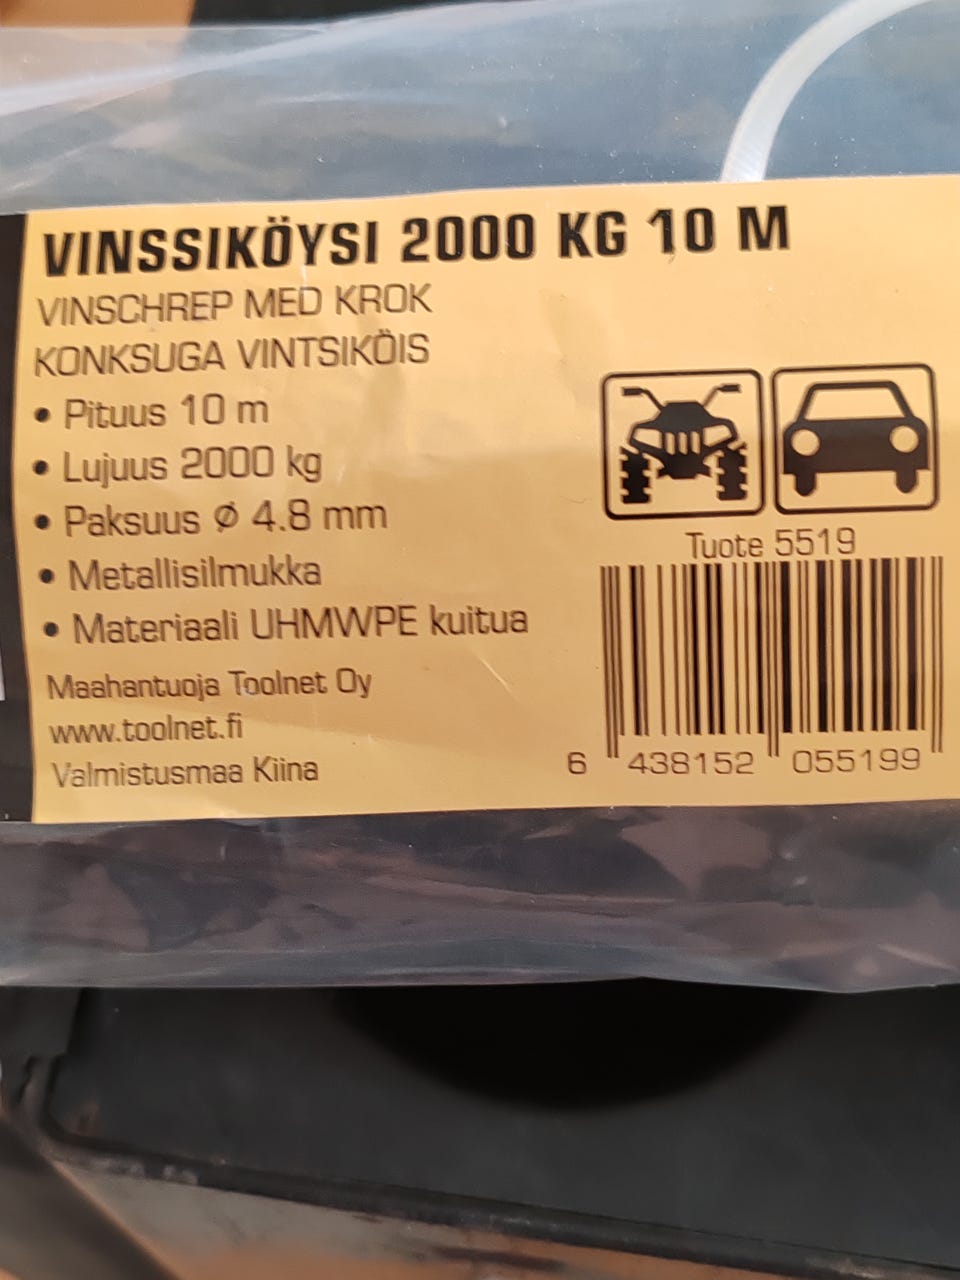 VINSSIKÖYSI 2000 KG 10 M
VINSCHREP MED KROK
KONKSUGA VINTSIKÖIS
• Pituus 10 m
• Lujuus 2000 kg
• Paksuus Ø 4.8 mm
• Metallisilmukka
• Materiaali UHMWPE kuitua
Maahantuoja Toolnet Oy
www.toolnet.fi
Valmistusmaa Kiina
Tuote 5519
6 438152 055199